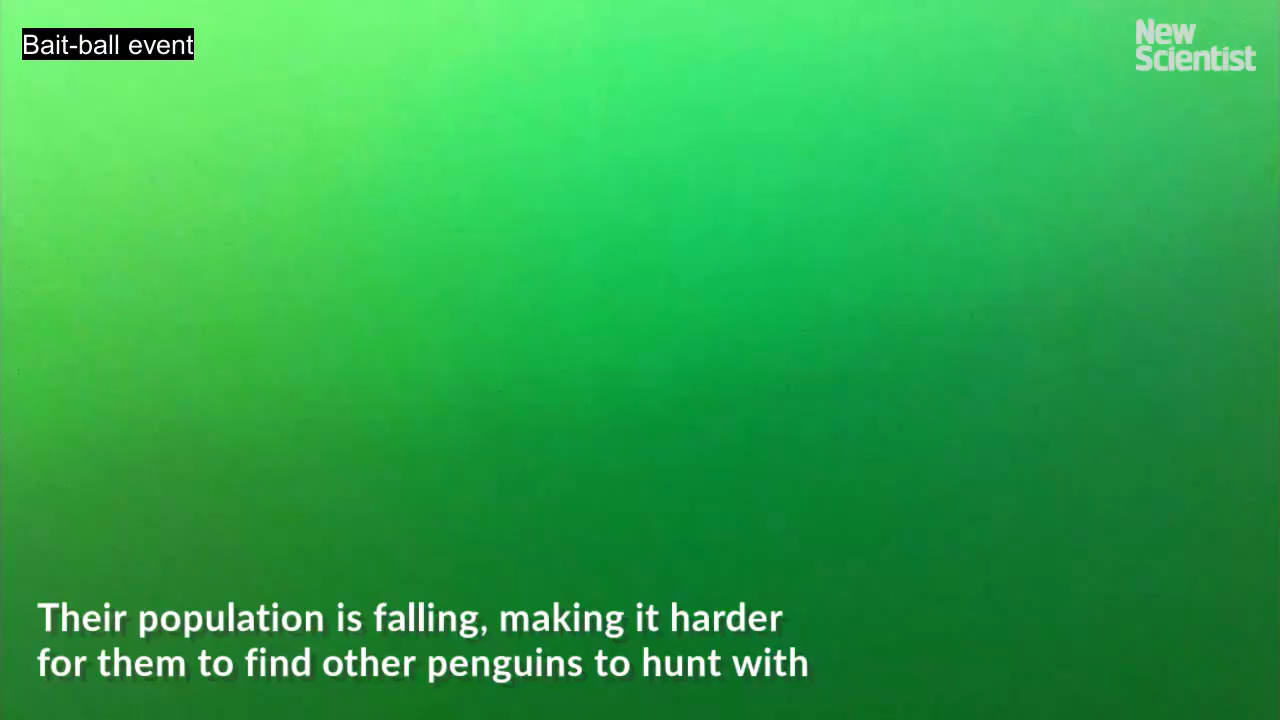 Bait-ball event
New
Scientist
Their population is falling, making it harder
for them to find other penguins to hunt with